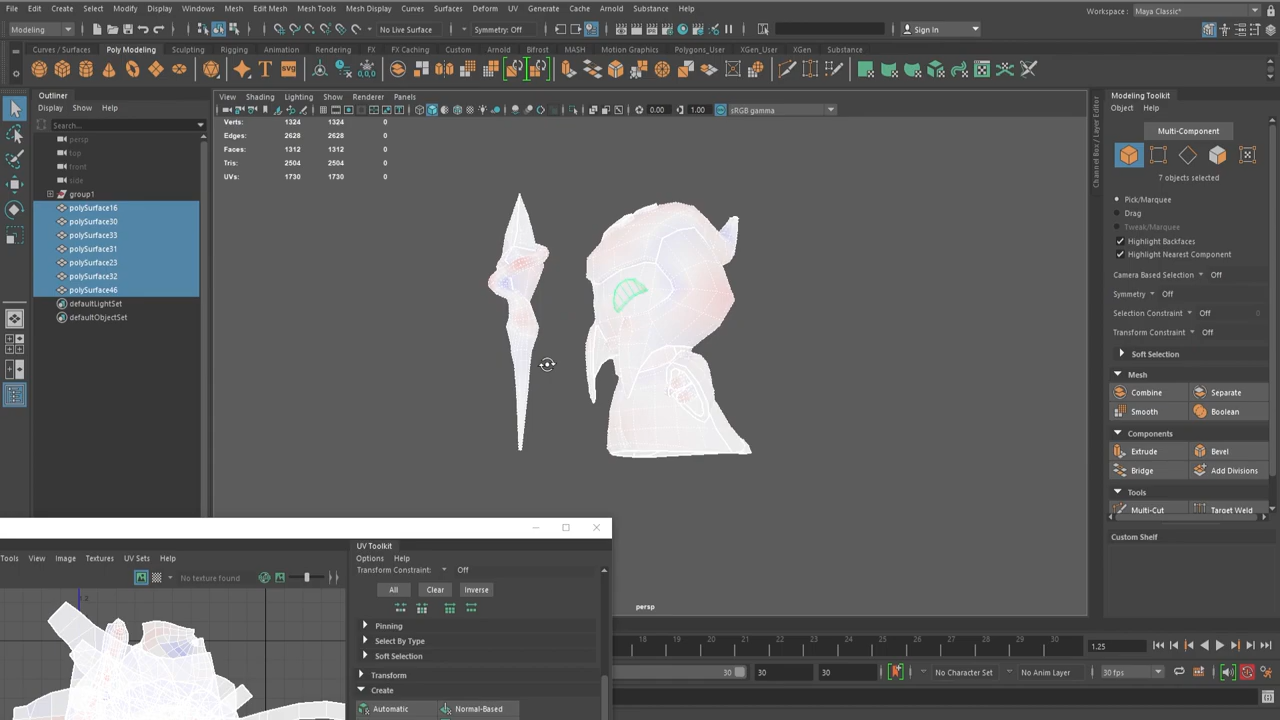 File Edit Create Select Modify Display Windows Mesh Edit Mesh Mesh Tools Mesh Display Curves Surfaces Deform UV Generate Cache Arnold Substance Help Workspace : Maya Classic*
Modeling No Live Surface Symmetry: Off Sign In
Curves / Surfaces Poly Modeling Sculpting Rigging Animation Rendering FX FX Caching Custom Arnold Bifrost MASH Motion Graphics Polygons_User XGen_User XGen Substance
Outliner
Display Show Help
Search...
persp
top
front
side
group1
polySurface16
polySurface30
polySurface33
polySurface31
polySurface23
polySurface32
polySurface46
defaultLightSet
defaultObjectSet
View Shading Lighting Show Renderer Panels
0.00 1.00 sRGB gamma
Verts: 1324 1324 0
Edges: 2628 2628 0
Faces: 1312 1312 0
Tris: 2504 2504 0
UVs: 1730 1730 0
persp
Channel Box / Layer Editor
Modeling Toolkit
Object Help
Multi-Component
7 objects selected
Pick/Marquee
Drag
Tweak/Marquee
Highlight Backfaces
Highlight Nearest Component
Camera Based Selection Off
Symmetry Off
Selection Constraint Off 0
Transform Constraint Off
Soft Selection
Mesh
Combine Separate
Smooth Boolean
Components
Extrude Bevel
Bridge Add Divisions
Tools
Multi-Cut Target Weld
Custom Shelf
Tools View Image Textures UV Sets Help
No texture found
UV Toolkit
Options Help
Transform Constraint: Off
All Clear Inverse
Pinning
Select By Type
Soft Selection
Transform
Create
Automatic Normal-Based
18 19 20 21 22 23 24 25 26 27 28 29 30 1.25
30 30 30 No Character Set No Anim Layer 30 fps